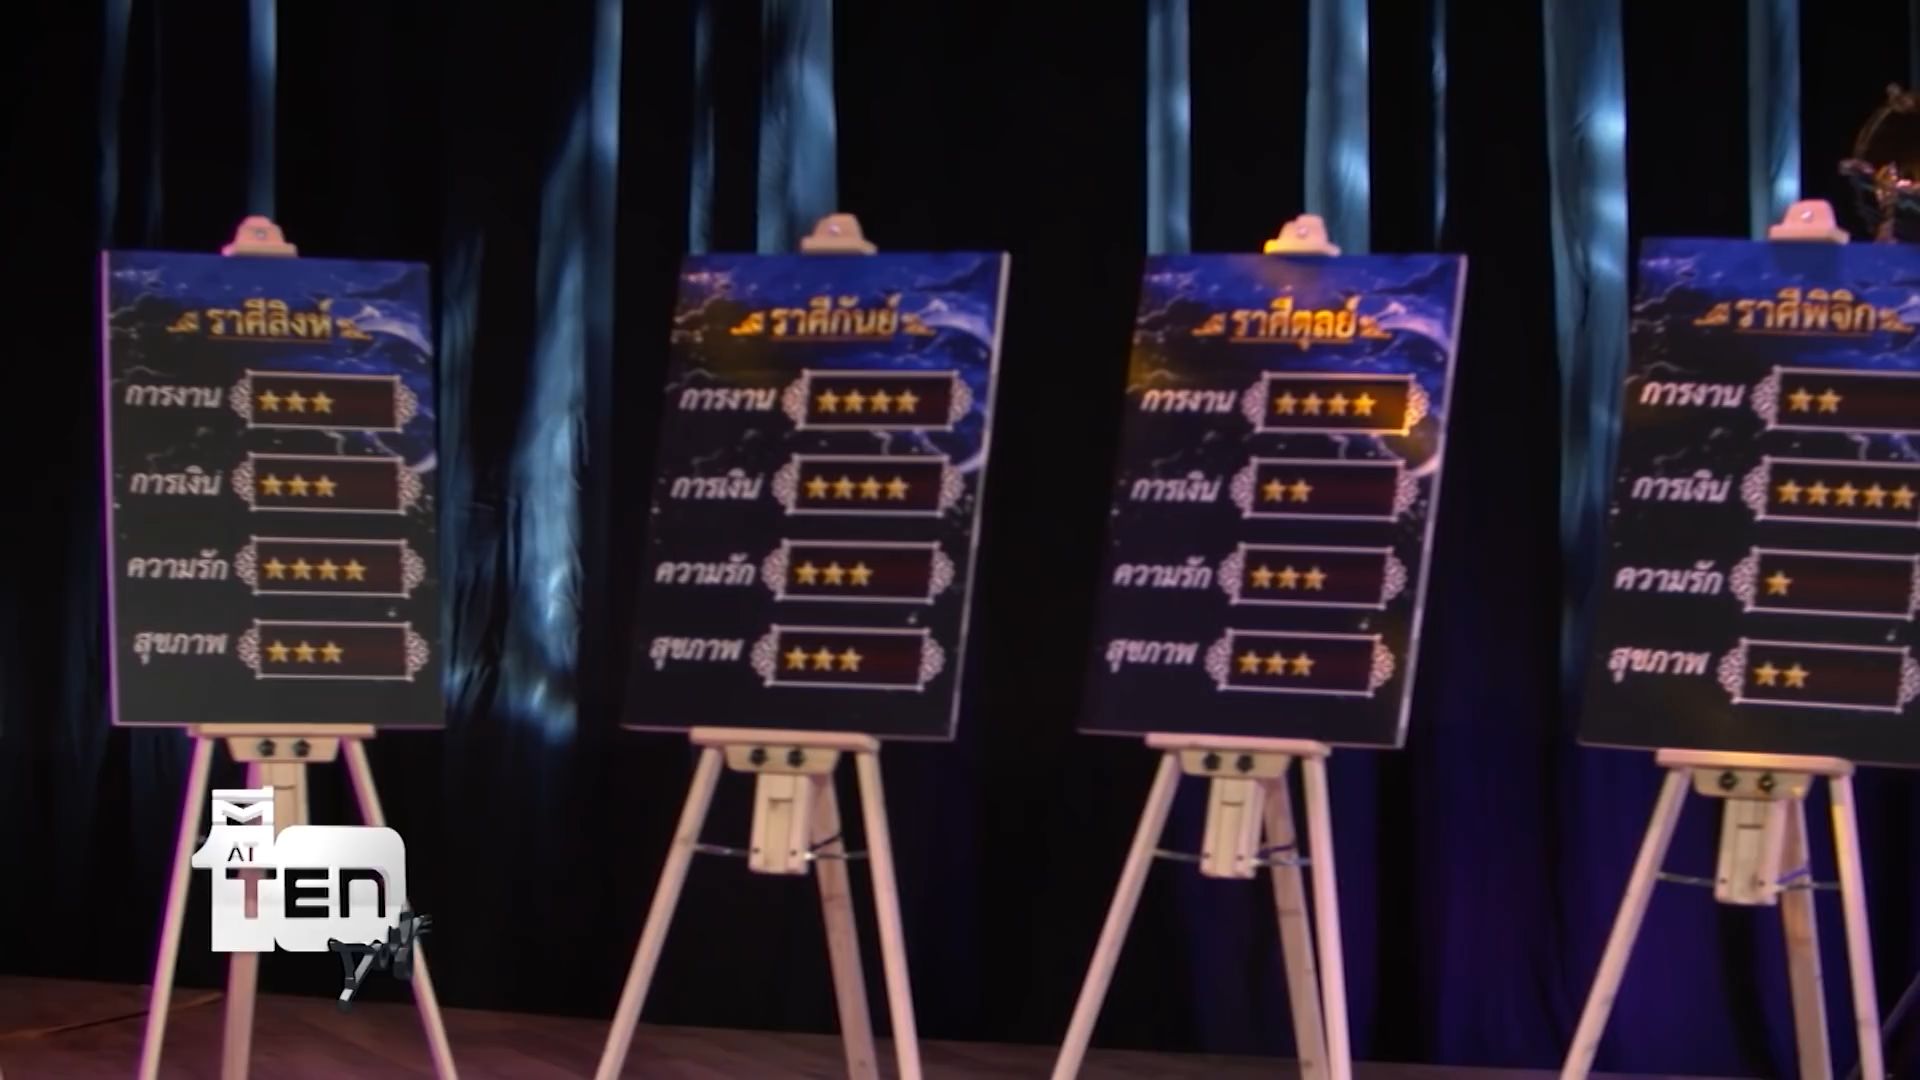 ราศีสิงห์
การงาน
การเงิน
ความรัก
สุขภาพ
ราศีกันย์
การงาน
การเงิน
ความรัก
สุขภาพ
ราศีตุลย์
การงาน
การเงิน
ความรัก
สุขภาพ
ราศีพิจิก
การงาน
การเงิน
ความรัก
สุขภาพ
AT
TEN